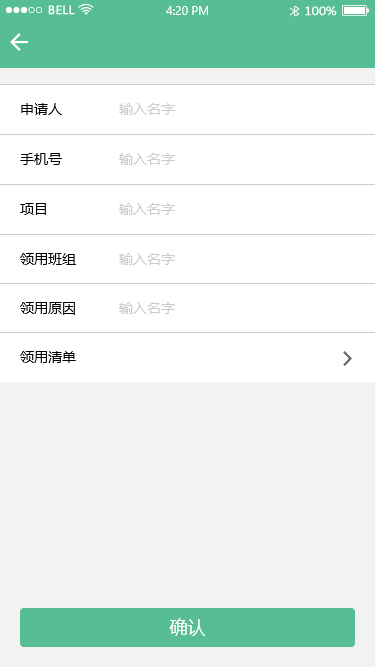 BELL 4:20 PM 100%
申请人 输入名字
手机号 输入名字
项目 输入名字
领用班组 输入名字
领用原因 输入名字
领用清单
确认